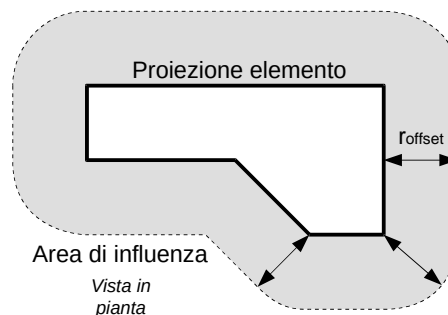 Proiezione elemento
roffset
Area di influenza
Vista in
pianta